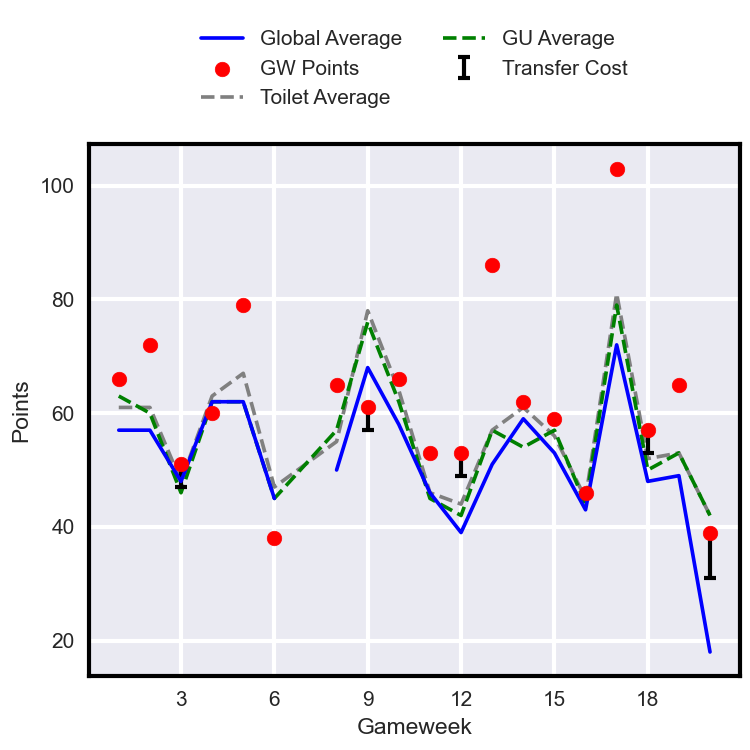 Global Average
GW Points
Toilet Average
GU Average
Transfer Cost
Points
100
80
60
40
20
3 6 9 12 15 18
Gameweek